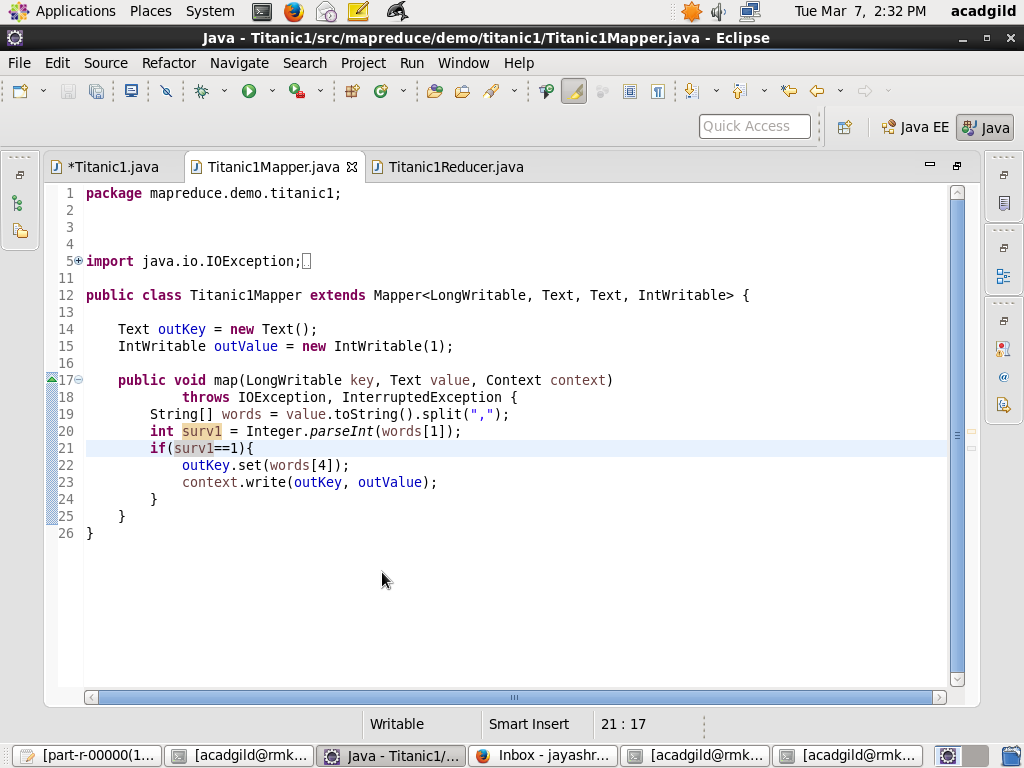 Applications Places System Tue Mar 7, 2:32 PM acadgild
Java - Titanic1/src/mapreduce/demo/titanic1/Titanic1Mapper.java - Eclipse
File Edit Source Refactor Navigate Search Project Run Window Help
Quick Access Java EE Java
*Titanic1.java Titanic1Mapper.java Titanic1Reducer.java
1 package mapreduce.demo.titanic1;
2
3
4
5 import java.io.IOException;
11
12 public class Titanic1Mapper extends Mapper<LongWritable, Text, Text, IntWritable> {
13
14 Text outKey = new Text();
15 IntWritable outValue = new IntWritable(1);
16
17 public void map(LongWritable key, Text value, Context context)
18 throws IOException, InterruptedException {
19 String[] words = value.toString().split(",");
20 int surv1 = Integer.parseInt(words[1]);
21 if(surv1==1){
22 outKey.set(words[4]);
23 context.write(outKey, outValue);
24 }
25 }
26 }
Writable Smart Insert 21 : 17
[part-r-00000(1... [acadgild@rmk... Java - Titanic1/... Inbox - jayashr... [acadgild@rmk... [acadgild@rmk...